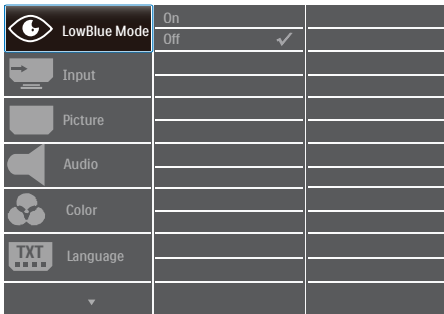 LowBlue Mode
On
Off
Input
Picture
Audio
Color
TXT
Language